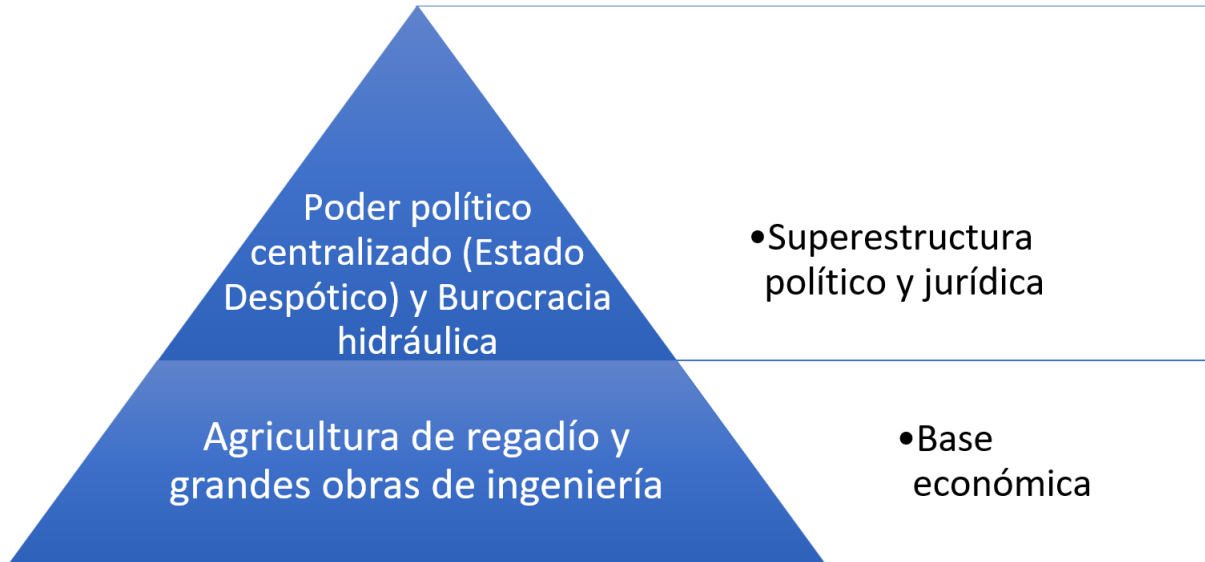 Poder político
centralizado (Estado
Despótico) y Burocracia
hidráulica
•Superestructura
político y jurídica
Agricultura de regadío y
grandes obras de ingeniería
•Base
económica